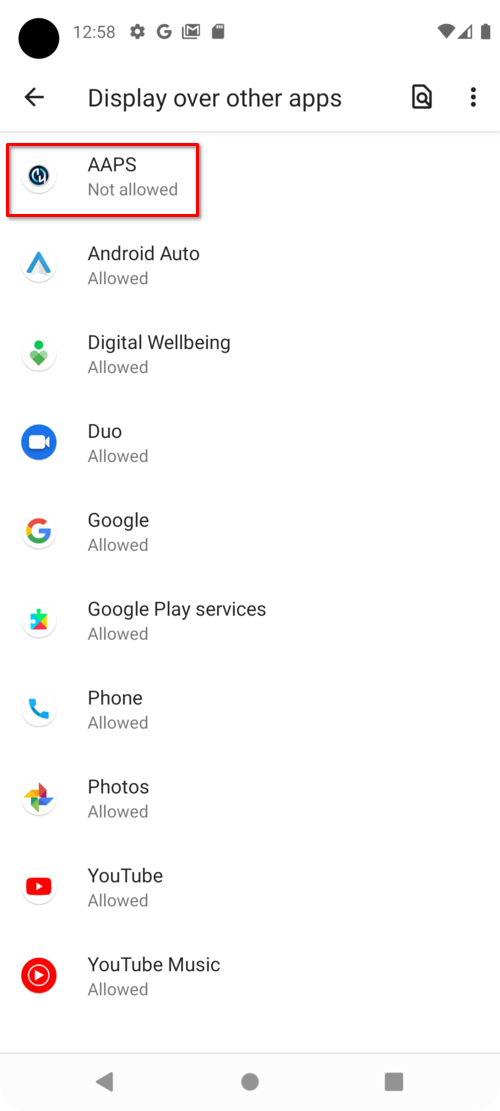 12:58
Display over other apps
AAPS
Not allowed
Android Auto
Allowed
Digital Wellbeing
Allowed
Duo
Allowed
Google
Allowed
Google Play services
Allowed
Phone
Allowed
Photos
Allowed
YouTube
Allowed
YouTube Music
Allowed